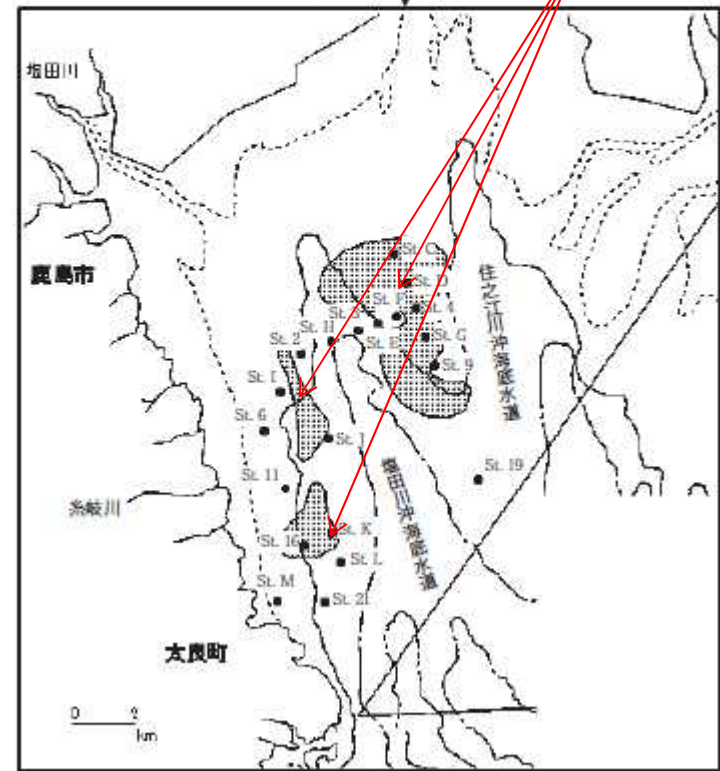 塩田川
鹿島市
St. C
St. D
St. F
St. 4
St. 3
St. H
St. E
St. G
St. 2
St. 9
住之江川沖海底水道
St. I
St. 6
St. J
St. 19
St. 11
塩田川沖海底水道
糸岐川
St. K
St. 16
St. L
St. M
St. 21
太良町
0 2
km